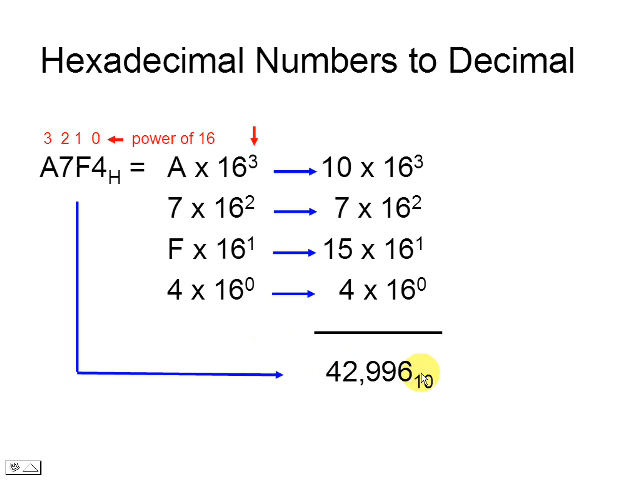 Hexadecimal Numbers to Decimal
3 2 1 0 power of 16
A7F4H = A x 16³ 10 x 16³
7 x 16² 7 x 16²
F x 16¹ 15 x 16¹
4 x 16⁰ 4 x 16⁰
42,996₁₀